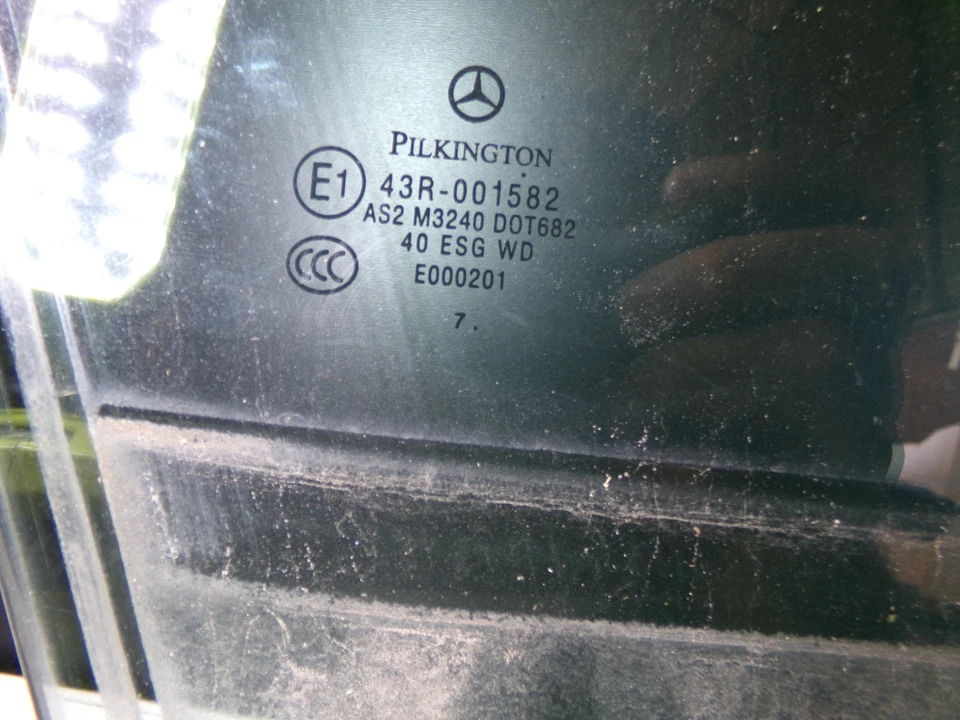 PILKINGTON
E1 43R-001582
AS2 M3240 DOT682
CCC 40 ESG WD
E000201
7 .